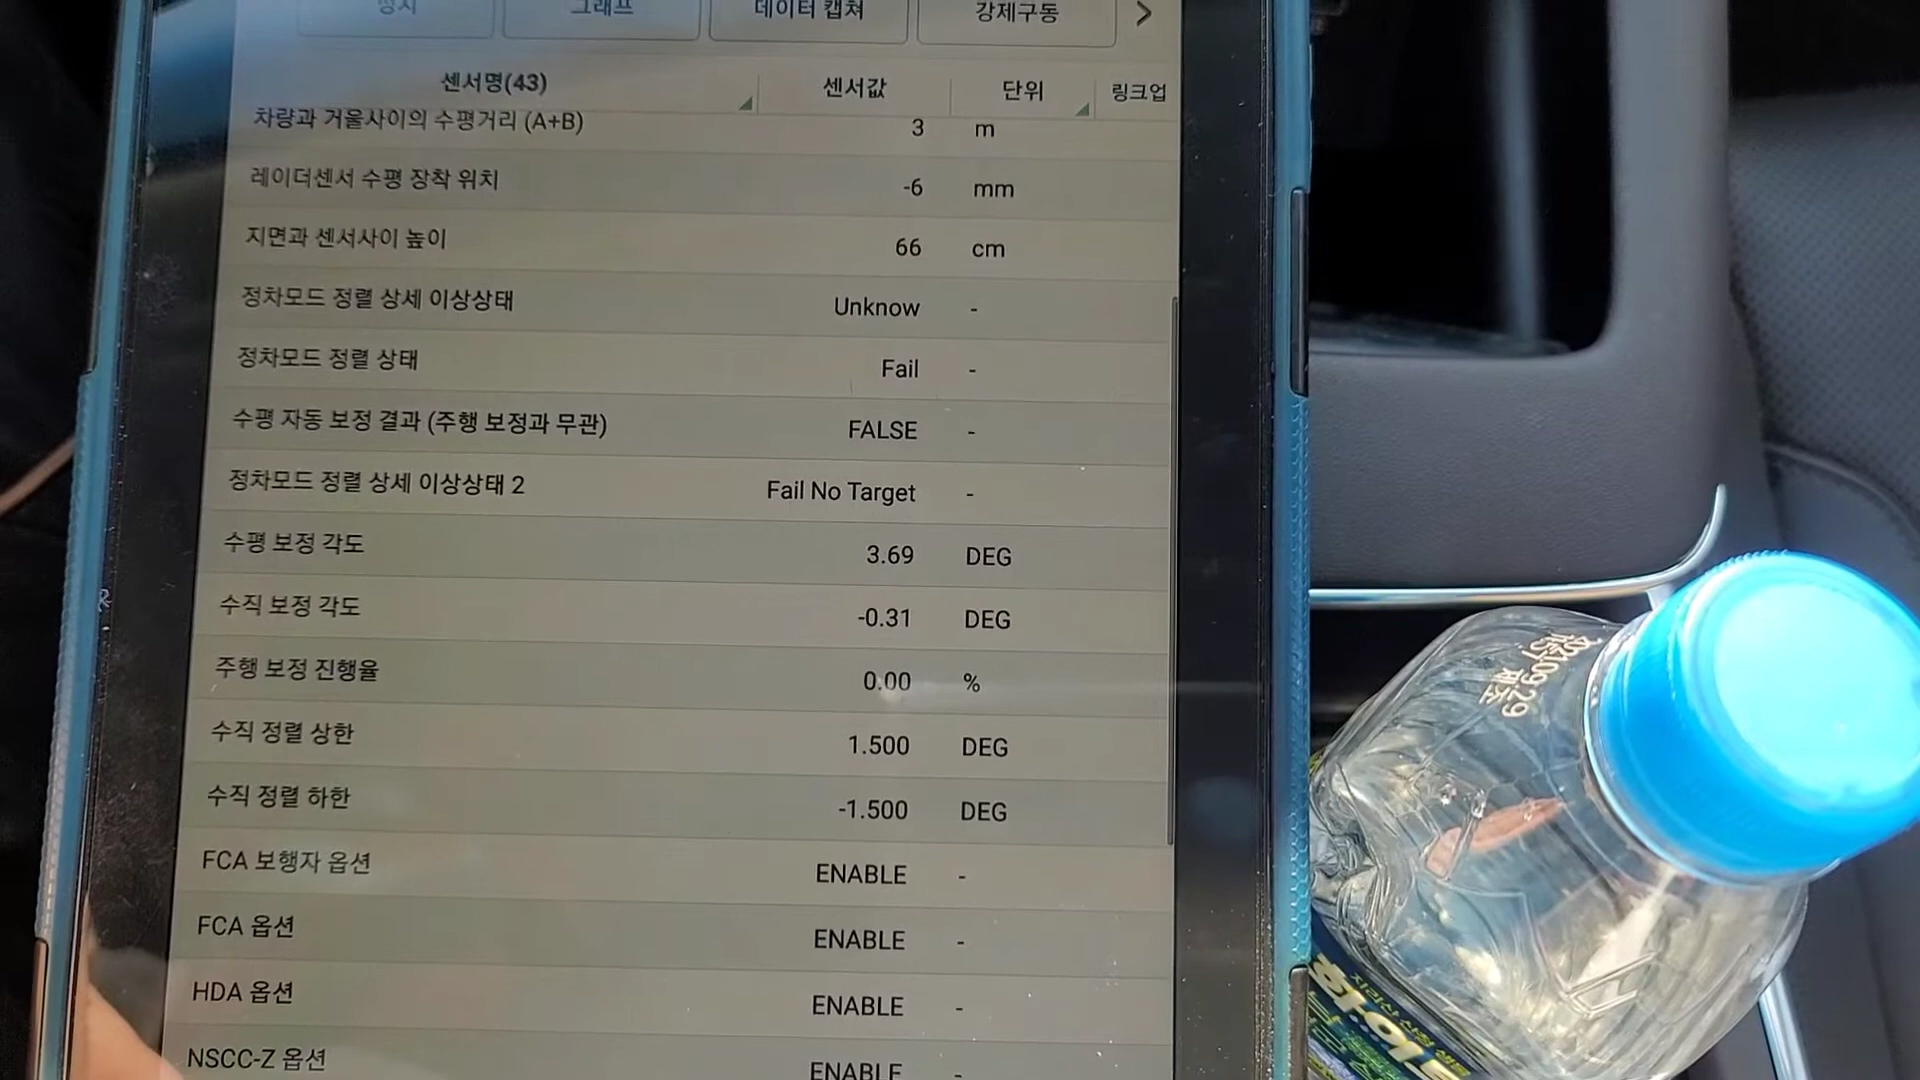 정지 그래프 데이터 캡쳐 강제구동 >
센서명(43) 센서값 단위 링크업
차량과 거울사이의 수평거리 (A+B) 3 m
레이더센서 수평 장착 위치 -6 mm
지면과 센서사이 높이 66 cm
정차모드 정렬 상세 이상상태 Unknow -
정차모드 정렬 상태 Fail -
수평 자동 보정 결과 (주행 보정과 무관) FALSE -
정차모드 정렬 상세 이상상태 2 Fail No Target -
수평 보정 각도 3.69 DEG
수직 보정 각도 -0.31 DEG
주행 보정 진행율 0.00 %
수직 정렬 상한 1.500 DEG
수직 정렬 하한 -1.500 DEG
FCA 보행자 옵션 ENABLE -
FCA 옵션 ENABLE -
HDA 옵션 ENABLE -
NSCC-Z 옵션 ENABLE -
제조
화이트